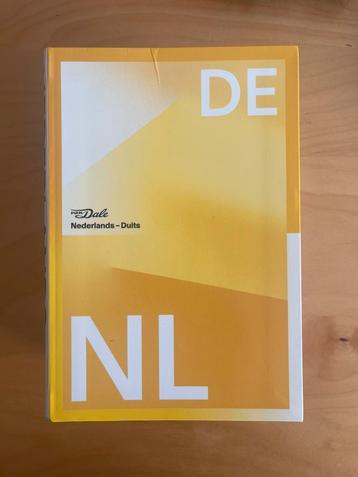 DE
van Dale
Nederlands – Duits
NL